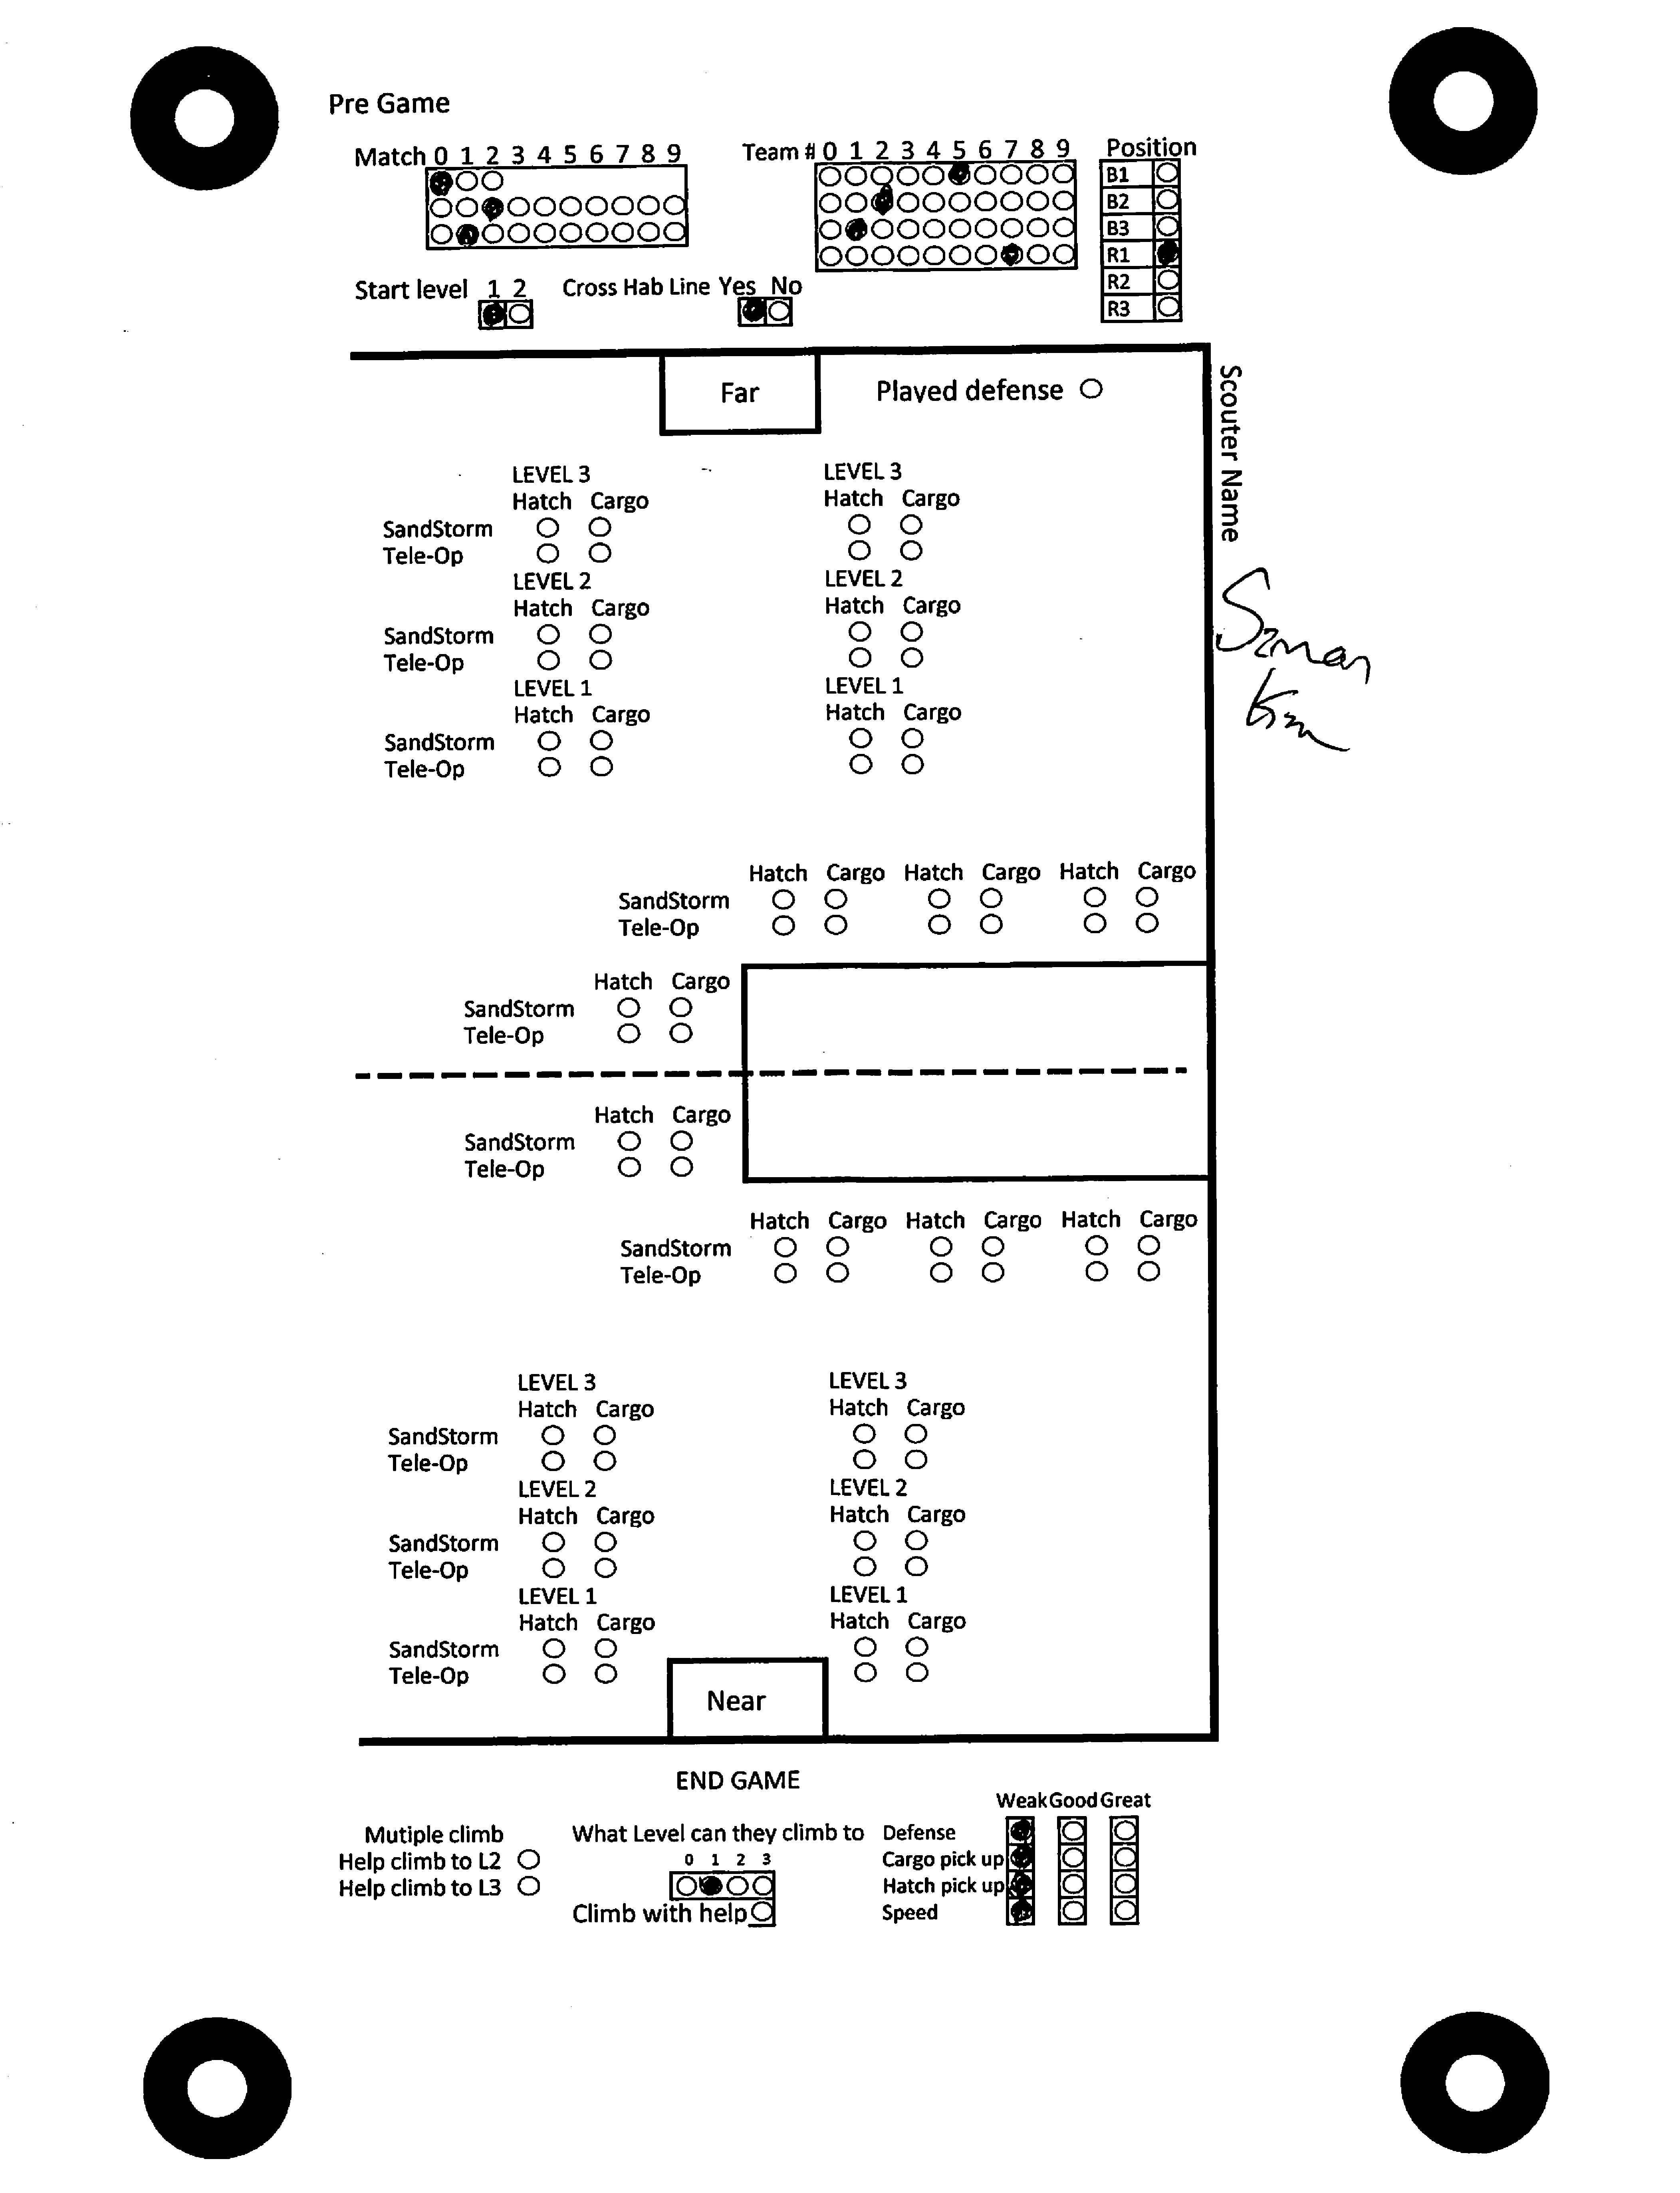 Pre Game
Match 0 1 2 3 4 5 6 7 8 9
Team # 0 1 2 3 4 5 6 7 8 9
Position
B1
B2
B3
R1
R2
R3
Start level 1 2
Cross Hab Line Yes No
Far
Played defense
Scouter Name
LEVEL 3 LEVEL 3
Hatch Cargo Hatch Cargo
SandStorm
Tele-Op
LEVEL 2 LEVEL 2
Hatch Cargo Hatch Cargo
SandStorm
Tele-Op
LEVEL 1 LEVEL 1
Hatch Cargo Hatch Cargo
SandStorm
Tele-Op
Hatch Cargo Hatch Cargo Hatch Cargo
SandStorm
Tele-Op
Hatch Cargo
SandStorm
Tele-Op
Hatch Cargo
SandStorm
Tele-Op
Hatch Cargo Hatch Cargo Hatch Cargo
SandStorm
Tele-Op
LEVEL 3 LEVEL 3
Hatch Cargo Hatch Cargo
SandStorm
Tele-Op
LEVEL 2 LEVEL 2
Hatch Cargo Hatch Cargo
SandStorm
Tele-Op
LEVEL 1 LEVEL 1
Hatch Cargo Hatch Cargo
SandStorm
Tele-Op
Near
END GAME
Mutiple climb
Help climb to L2
Help climb to L3
What Level can they climb to
0 1 2 3
Climb with help
Weak Good Great
Defense
Cargo pick up
Hatch pick up
Speed